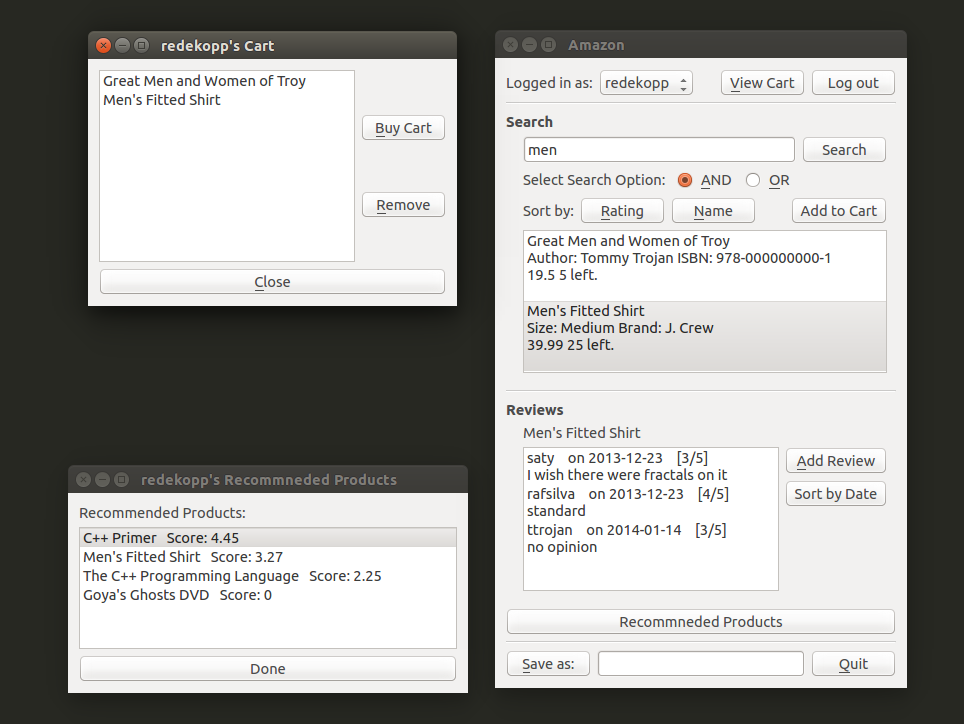 redekopp's Cart
Great Men and Women of Troy
Men's Fitted Shirt
Buy Cart
Remove
Close
redekopp's Recommneded Products
Recommended Products:
C++ Primer Score: 4.45
Men's Fitted Shirt Score: 3.27
The C++ Programming Language Score: 2.25
Goya's Ghosts DVD Score: 0
Done
Amazon
Logged in as: redekopp View Cart Log out
Search
men Search
Select Search Option: AND OR
Sort by: Rating Name Add to Cart
Great Men and Women of Troy
Author: Tommy Trojan ISBN: 978-000000000-1
19.5 5 left.
Men's Fitted Shirt
Size: Medium Brand: J. Crew
39.99 25 left.
Reviews
Men's Fitted Shirt
saty on 2013-12-23 [3/5]
I wish there were fractals on it
rafsilva on 2013-12-23 [4/5]
standard
ttrojan on 2014-01-14 [3/5]
no opinion
Add Review
Sort by Date
Recommneded Products
Save as: Quit